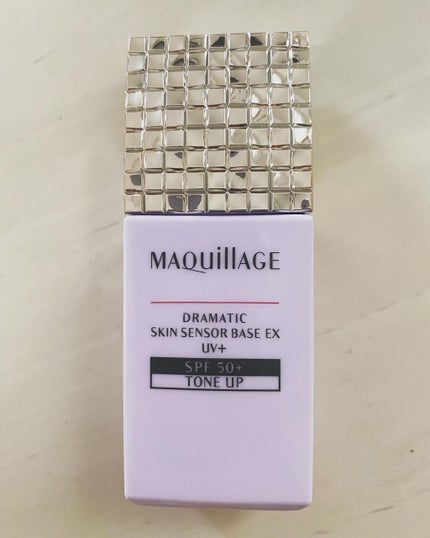 MAQuillAGE
DRAMATIC
SKIN SENSOR BASE EX
UV+
SPF 50+
TONE UP